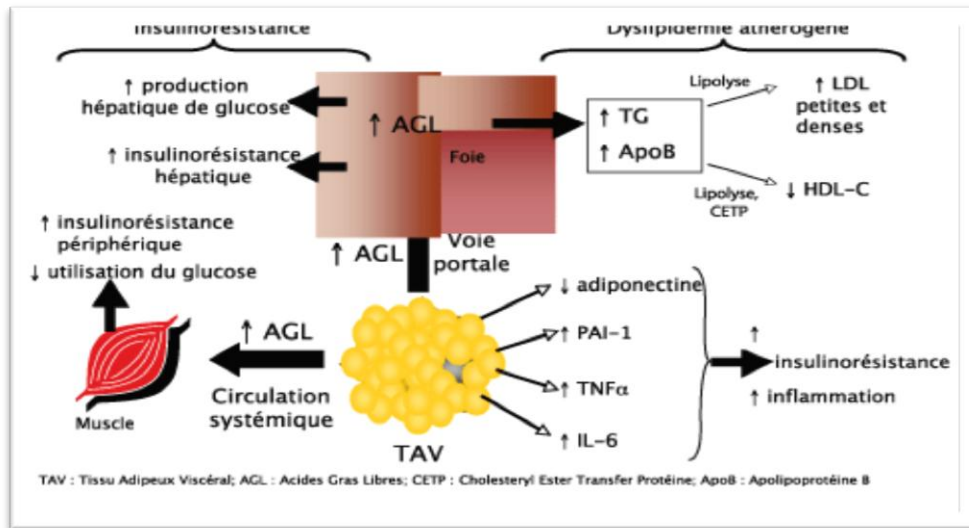 Insulinorésistance
Dyslipidémie athérogène
↑ production
hépatique de glucose
↑ insulinorésistance
hépatique
↑ insulinorésistance
périphérique
↓ utilisation du glucose
↑ AGL
Foie
↑ TG
↑ ApoB
Lipolyse
↑ LDL
petites et
denses
Lipolyse,
CETP
↓ HDL-C
↑ AGL
Voie
portale
↑ AGL
Circulation
systémique
Muscle
TAV
↓ adiponectine
↑ PAI-1
↑ TNFα
↑ IL-6
↑
insulinorésistance
↑ inflammation
TAV : Tissu Adipeux Viscéral; AGL : Acides Gras Libres; CETP : Cholesteryl Ester Transfer Protéine; ApoB : Apolipoprotéine B